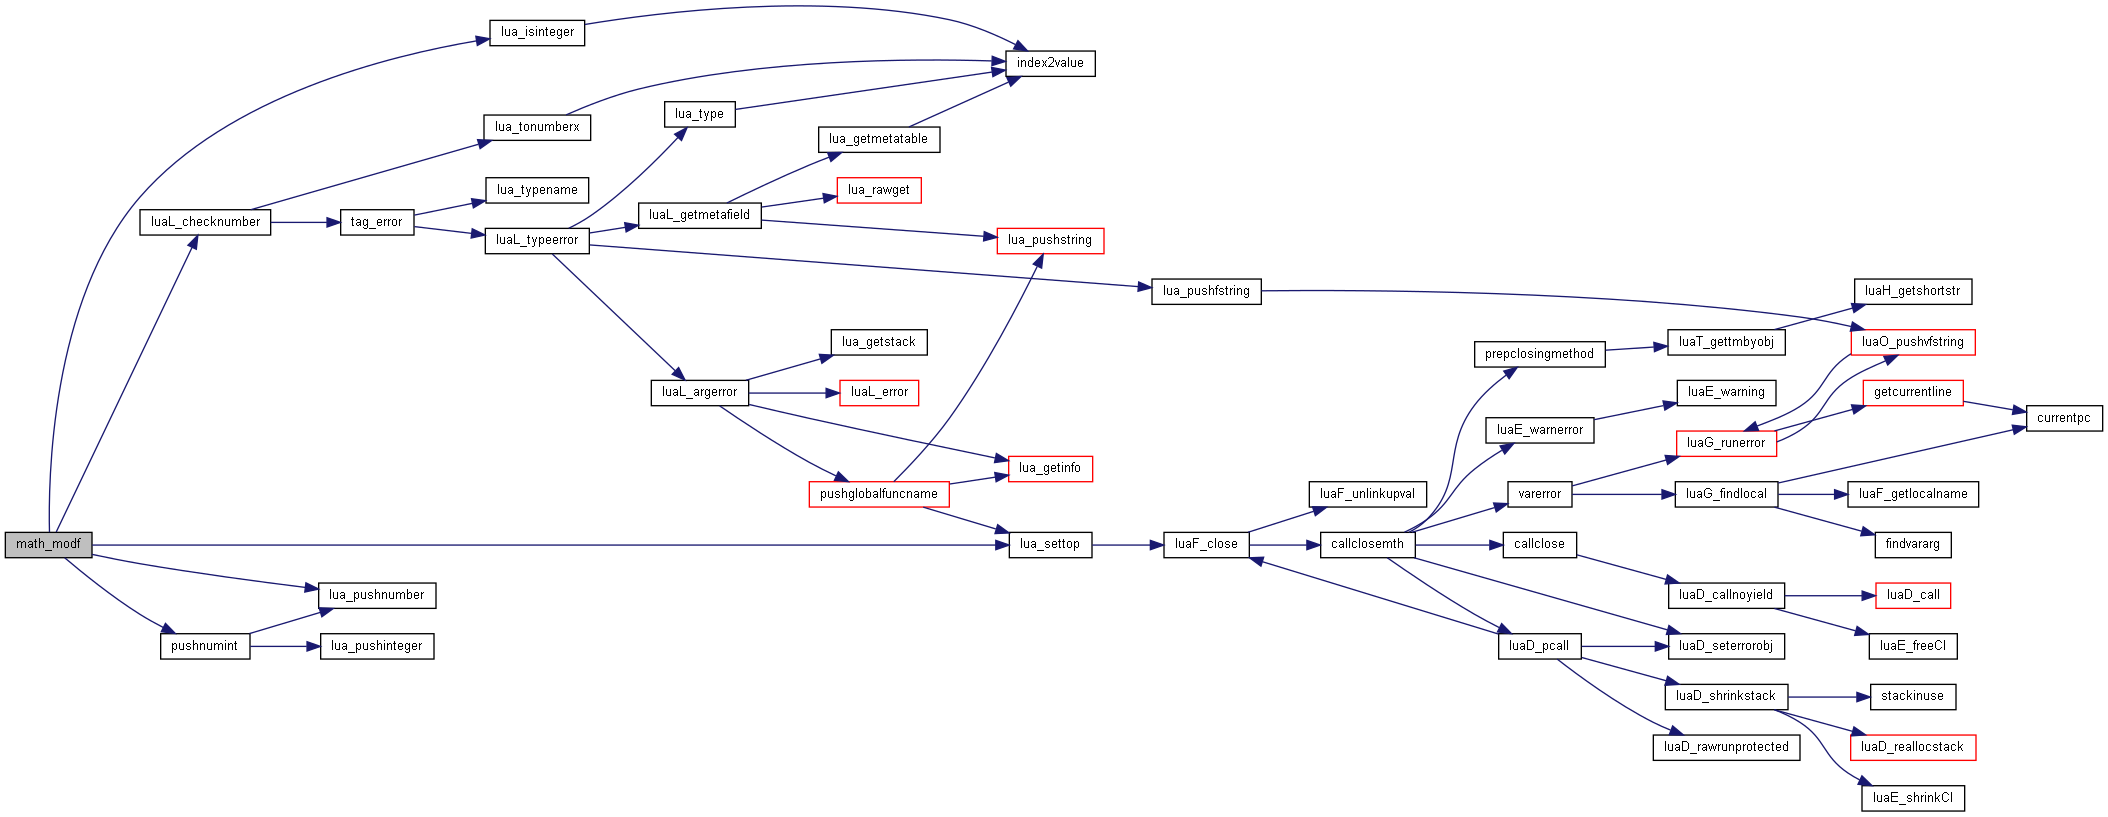 lua_isinteger
index2value
lua_type
lua_tonumberx
lua_getmetatable
lua_typename
lua_rawget
luaL_checknumber
tag_error
luaL_getmetafield
luaL_typeerror
lua_pushstring
lua_pushfstring
luaH_getshortstr
lua_getstack
luaT_gettmbyobj
luaO_pushvfstring
prepclosingmethod
luaL_argerror
luaL_error
luaE_warning
getcurrentline
currentpc
luaE_warnerror
luaG_runerror
lua_getinfo
pushglobalfuncname
luaF_unlinkupval
varerror
luaG_findlocal
luaF_getlocalname
math_modf
lua_settop
luaF_close
callclosemth
callclose
findvararg
lua_pushnumber
luaD_callnoyield
luaD_call
pushnumint
lua_pushinteger
luaD_pcall
luaD_seterrorobj
luaE_freeCI
luaD_shrinkstack
stackinuse
luaD_rawrunprotected
luaD_reallocstack
luaE_shrinkCI